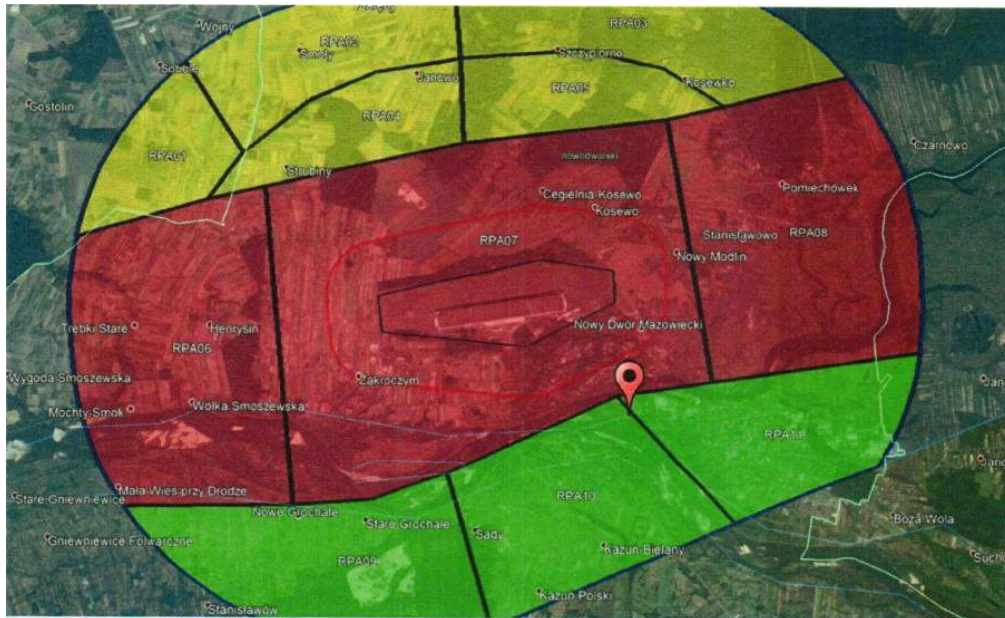 Wojny
RPA02
Smoły
RPA03
Szczypiorno
Sobole
Janowo
Kosewko
Gostolin
RPA04
RPA05
RPA01
Strubiny
nowodworski
Czarnowo
Cegielnia-Kosewo
Pomiechówek
Kosewo
RPA07
Stanisławowo
RPA08
Nowy Modlin
Trębki Stare
Henrysin
Nowy Dwór Mazowiecki
RPA06
Wygoda Smoszewska
Zakroczym
Mochty-Smok
Wólka Smoszewska
RPA11
Mała Wieś przy Drodze
Stare Gniewniewice
RPA10
Nowe Grochale
Stare Grochale
Sady
Boża Wola
Gniewniewice Folwarczne
Kazuń-Bielany
RPA09
Kazuń Polski
Stanisławów